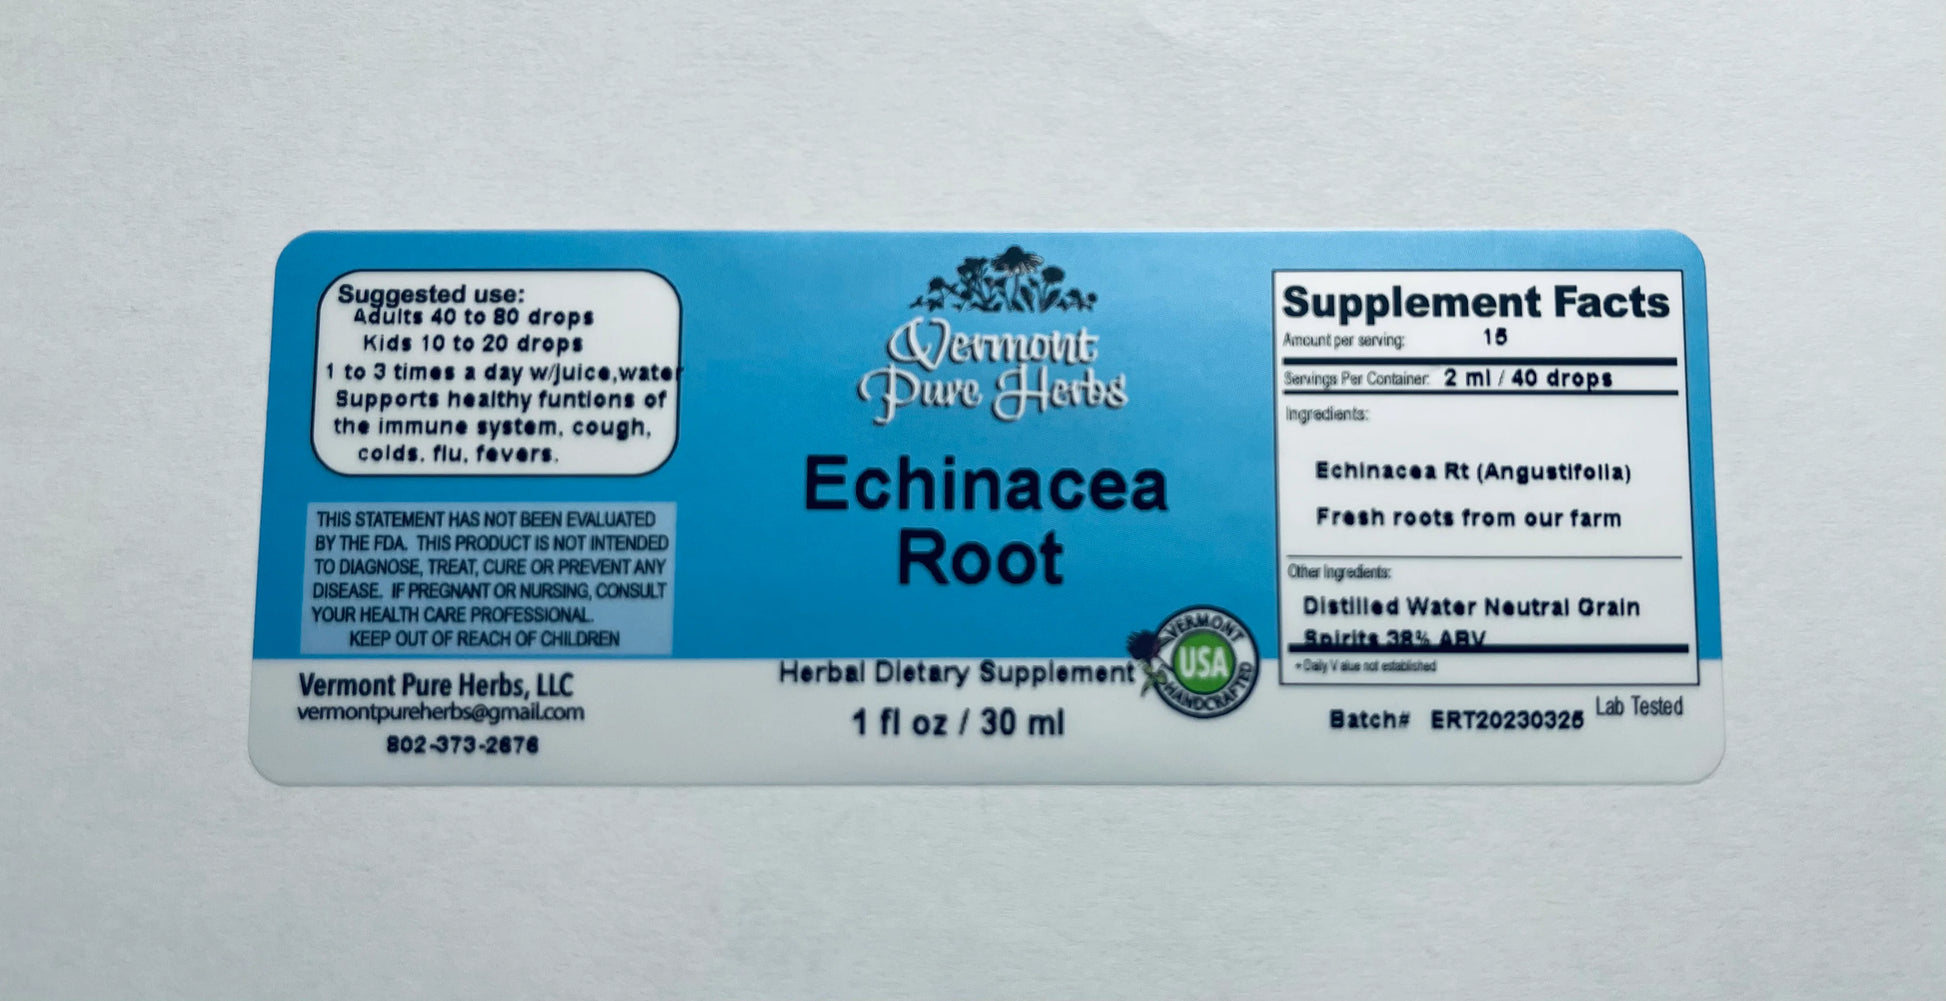 Suggested use:
Adults 40 to 80 drops
Kids 10 to 20 drops
1 to 3 times a day w/juice,water
Supports healthy funtions of
the immune system, cough,
colds. flu. fevers.
THIS STATEMENT HAS NOT BEEN EVALUATED
BY THE FDA. THIS PRODUCT IS NOT INTENDED
TO DIAGNOSE, TREAT, CURE OR PREVENT ANY
DISEASE. IF PREGNANT OR NURSING, CONSULT
YOUR HEALTH CARE PROFESSIONAL.
KEEP OUT OF REACH OF CHILDREN
Vermont Pure Herbs, LLC
vermontpureherbs@gmail.com
802-373-2676
Vermont
Pure Herbs
Echinacea
Root
Herbal Dietary Supplement
1 fl oz / 30 ml
VERMONT
USA
HANDCRAFTED
Supplement Facts
Amount per serving: 15
Servings Per Container: 2 ml / 40 drops
Ingredients:
Echinacea Rt (Angustifolia)
Fresh roots from our farm
Other Ingredients:
Distilled Water Neutral Grain
Spirits 38% ABV
* Daily Value not established
Lab Tested
Batch# ERT20230325